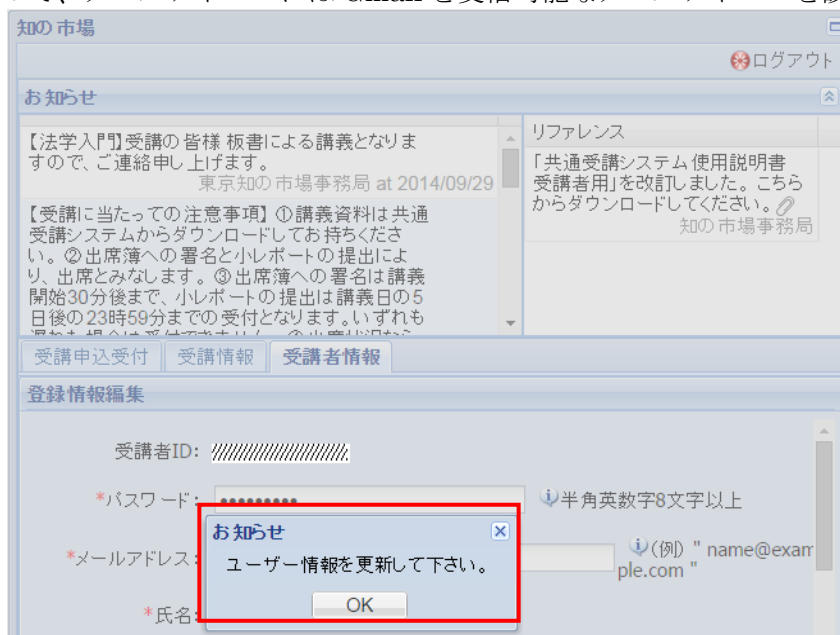 知の市場
ログアウト
お知らせ
【法学入門】受講の皆様 板書による講義となりま
すので、ご連絡申し上げます。
東京知の市場事務局 at 2014/09/29
【受講に当たっての注意事項】①講義資料は共通
受講システムからダウンロードしてお持ちくださ
い。②出席簿への署名と小レポートの提出によ
り、出席とみなします。③出席簿への署名は講義
開始30分後まで、小レポートの提出は講義日の5
日後の23時59分までの受付となります。いずれも
リファレンス
「共通受講システム使用説明書
受講者用」を改訂しました。こちら
からダウンロードしてください。
知の市場事務局
受講申込受付 受講情報 受講者情報
登録情報編集
受講者ID:
*パスワード: ●●●●●●●●● 半角英数字8文字以上
お知らせ
*メールアドレス: (例) " name@exam
ple.com "
ユーザー情報を更新して下さい。
OK
*氏名: